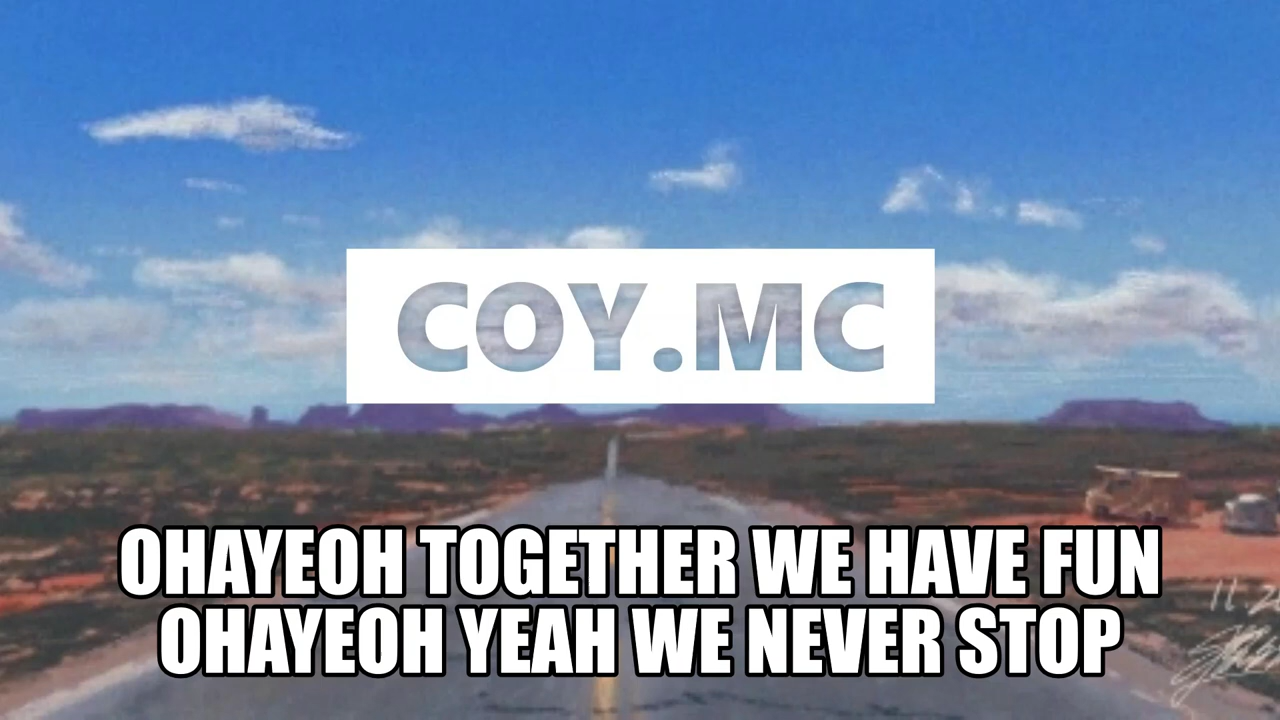 COY.MC
OHAYEOH TOGETHER WE HAVE FUN
OHAYEOH YEAH WE NEVER STOP